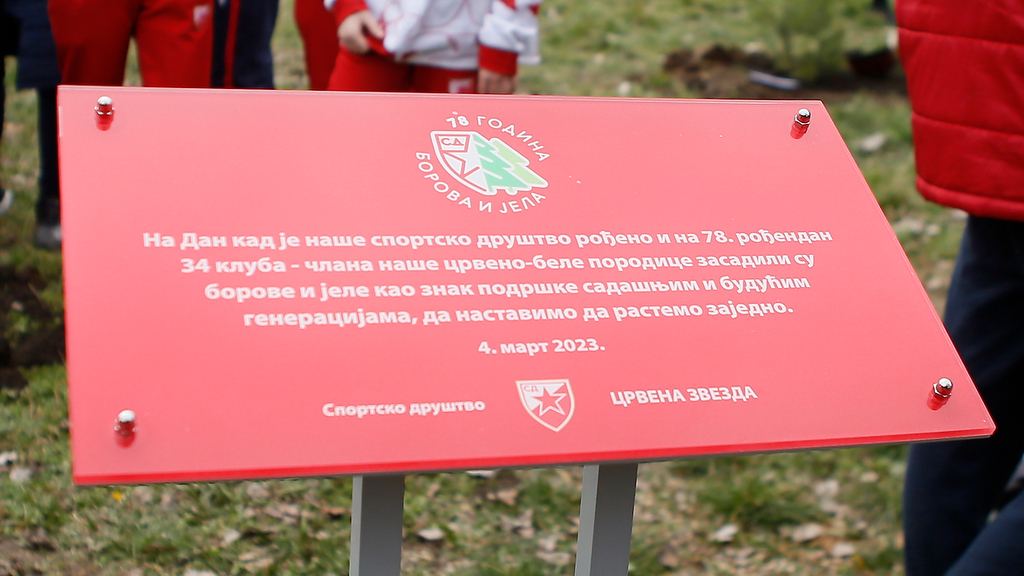 78 ГОДИНА
СД
БОРОВА И ЈЕЛА
На Дан кад је наше спортско друштво рођено и на 78. рођендан
34 клуба - члана наше црвено-беле породице засадили су
борове и јеле као знак подршке садашњим и будућим
генерацијама, да наставимо да растемо заједно.
4. март 2023.
Спортско друштво С.Д. ЦРВЕНА ЗВЕЗДА